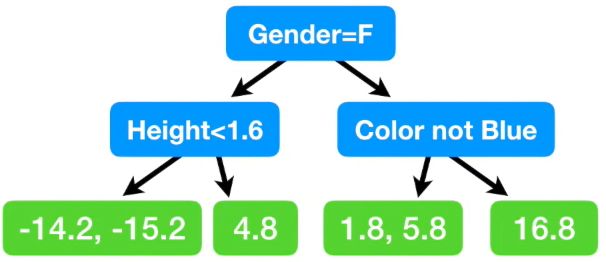 Gender=F
Height<1.6
Color not Blue
-14.2, -15.2
4.8
1.8, 5.8
16.8